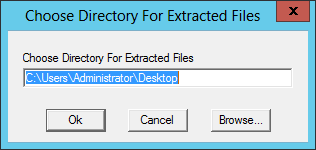 Choose Directory For Extracted Files
x
Choose Directory For Extracted Files
C:\Users\Administrator\Desktop
Ok Cancel Browse...